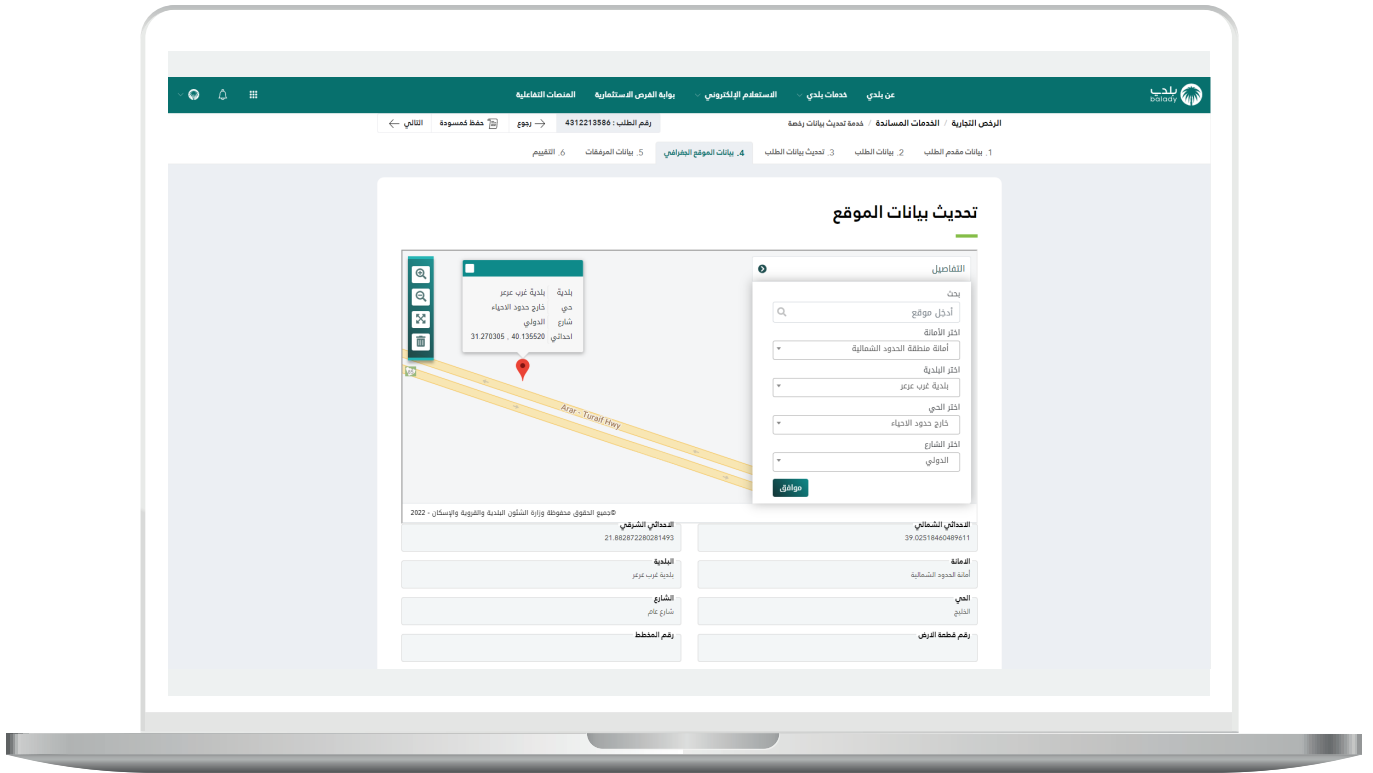 بلدي
balady
عن بلدي
خدمات بلدي
الاستعلام الإلكتروني
بوابة الفرص الاستثمارية
المنصات التفاعلية
الرخص التجارية / الخدمات المساندة / خدمة تحديث بيانات رخصة
رقم الطلب : 4312213586
رجوع
حفظ كمسودة
التالي
1. بيانات مقدم الطلب
2. بيانات الطلب
3. تحديث بيانات الطلب
4. بيانات الموقع الجغرافي
5. بيانات المرفقات
6. التقييم
تحديث بيانات الموقع
التفاصيل
بحث
أدخل موقع
اختر الأمانة
أمانة منطقة الحدود الشمالية
اختر البلدية
بلدية غرب عرعر
اختر الحي
خارج حدود الاحياء
اختر الشارع
الدولي
موافق
بلدية بلدية غرب عرعر
حي خارج حدود الاحياء
شارع الدولي
احداثي 31.270305 , 40.135520
Arar - Turaif Hwy
©جميع الحقوق محفوظة وزارة الشئون البلدية والقروية والإسكان - 2022
الاحداثي الشمالي
39.02518460489611
الاحداثي الشرقي
21.882872280281493
الامانة
أمانة الحدود الشمالية
البلدية
بلدية غرب عرعر
الحي
الخليج
الشارع
شارع عام
رقم قطعة الارض
رقم المخطط